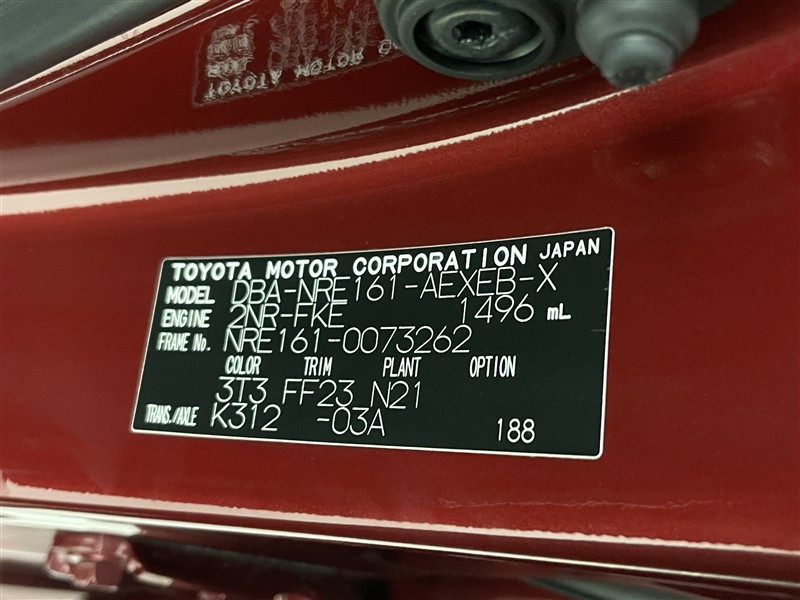 TOYOTA MOTOR CORPORATION JAPAN
MODEL DBA-NRE161-AEXEB-X
ENGINE 2NR-FKE 1496 mL
FRAME No. NRE161-0073262
COLOR TRIM PLANT OPTION
3T3 FF23 N21
TRANS./AXLE K312 -03A 188